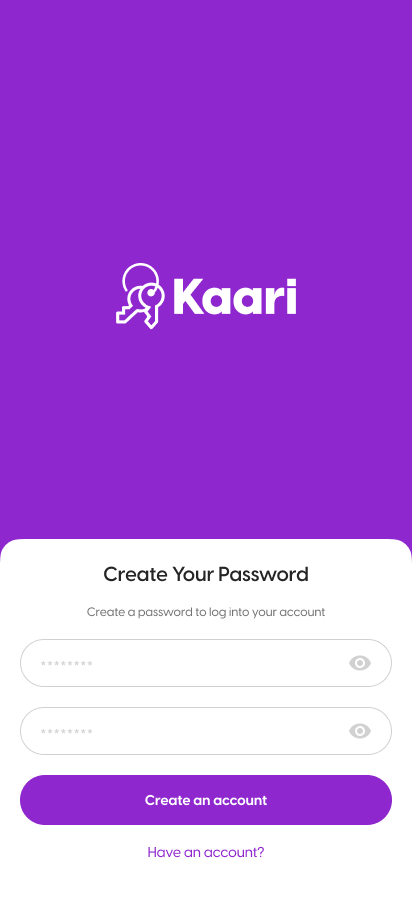 Kaari
Create Your Password
Create a password to log into your account
********
********
Create an account
Have an account?